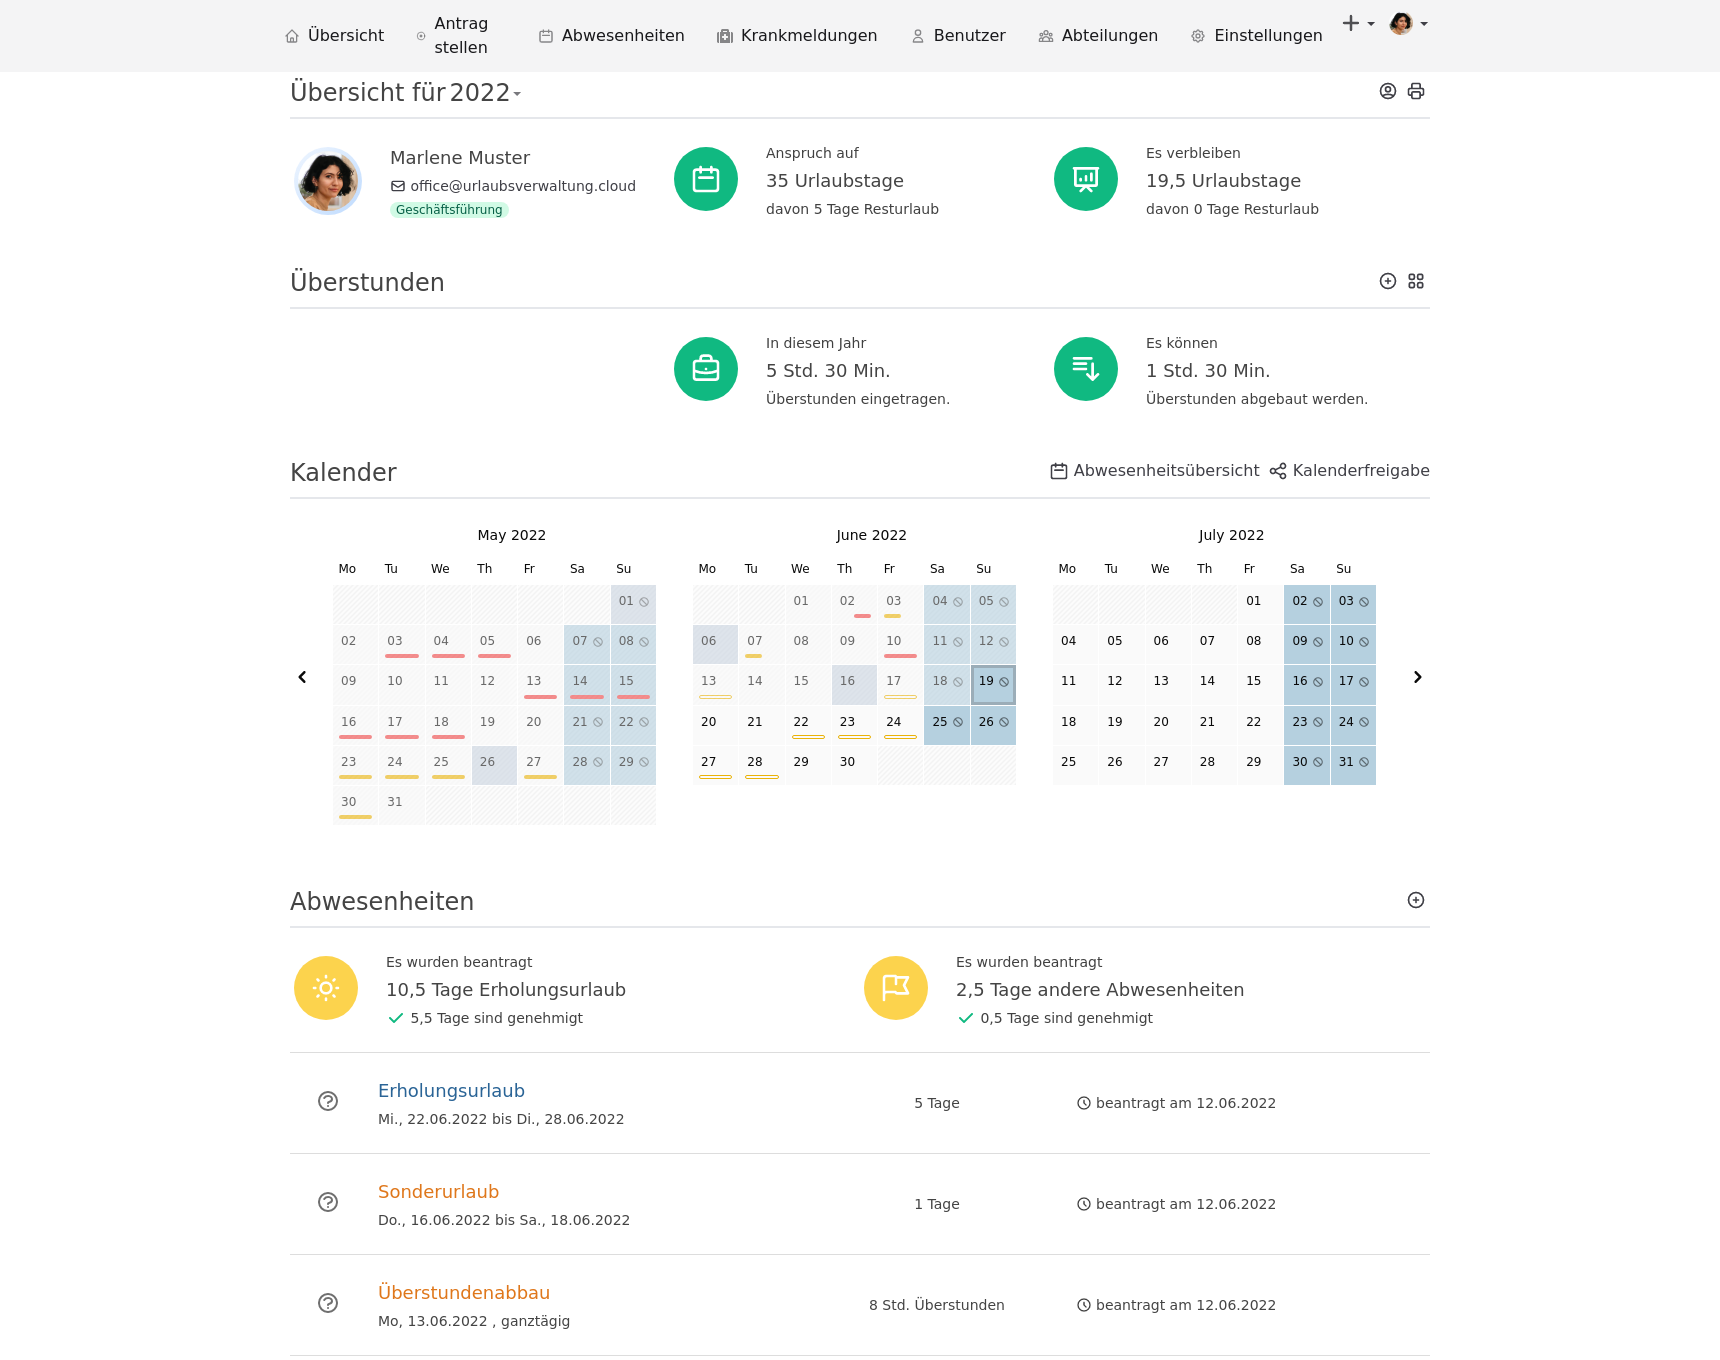 Übersicht
Antrag stellen
Abwesenheiten
Krankmeldungen
Benutzer
Abteilungen
Einstellungen
Übersicht für 2022
Marlene Muster
office@urlaubsverwaltung.cloud
Geschäftsführung
Anspruch auf
35 Urlaubstage
davon 5 Tage Resturlaub
Es verbleiben
19,5 Urlaubstage
davon 0 Tage Resturlaub
Überstunden
In diesem Jahr
5 Std. 30 Min.
Überstunden eingetragen.
Es können
1 Std. 30 Min.
Überstunden abgebaut werden.
Kalender
Abwesenheitsübersicht
Kalenderfreigabe
May 2022
Mo Tu We Th Fr Sa Su
01
02 03 04 05 06 07 08
09 10 11 12 13 14 15
16 17 18 19 20 21 22
23 24 25 26 27 28 29
30 31
June 2022
Mo Tu We Th Fr Sa Su
01 02 03 04 05
06 07 08 09 10 11 12
13 14 15 16 17 18 19
20 21 22 23 24 25 26
27 28 29 30
July 2022
Mo Tu We Th Fr Sa Su
01 02 03
04 05 06 07 08 09 10
11 12 13 14 15 16 17
18 19 20 21 22 23 24
25 26 27 28 29 30 31
Abwesenheiten
Es wurden beantragt
10,5 Tage Erholungsurlaub
5,5 Tage sind genehmigt
Es wurden beantragt
2,5 Tage andere Abwesenheiten
0,5 Tage sind genehmigt
Erholungsurlaub
Mi., 22.06.2022 bis Di., 28.06.2022
5 Tage
beantragt am 12.06.2022
Sonderurlaub
Do., 16.06.2022 bis Sa., 18.06.2022
1 Tage
beantragt am 12.06.2022
Überstundenabbau
Mo, 13.06.2022 , ganztägig
8 Std. Überstunden
beantragt am 12.06.2022